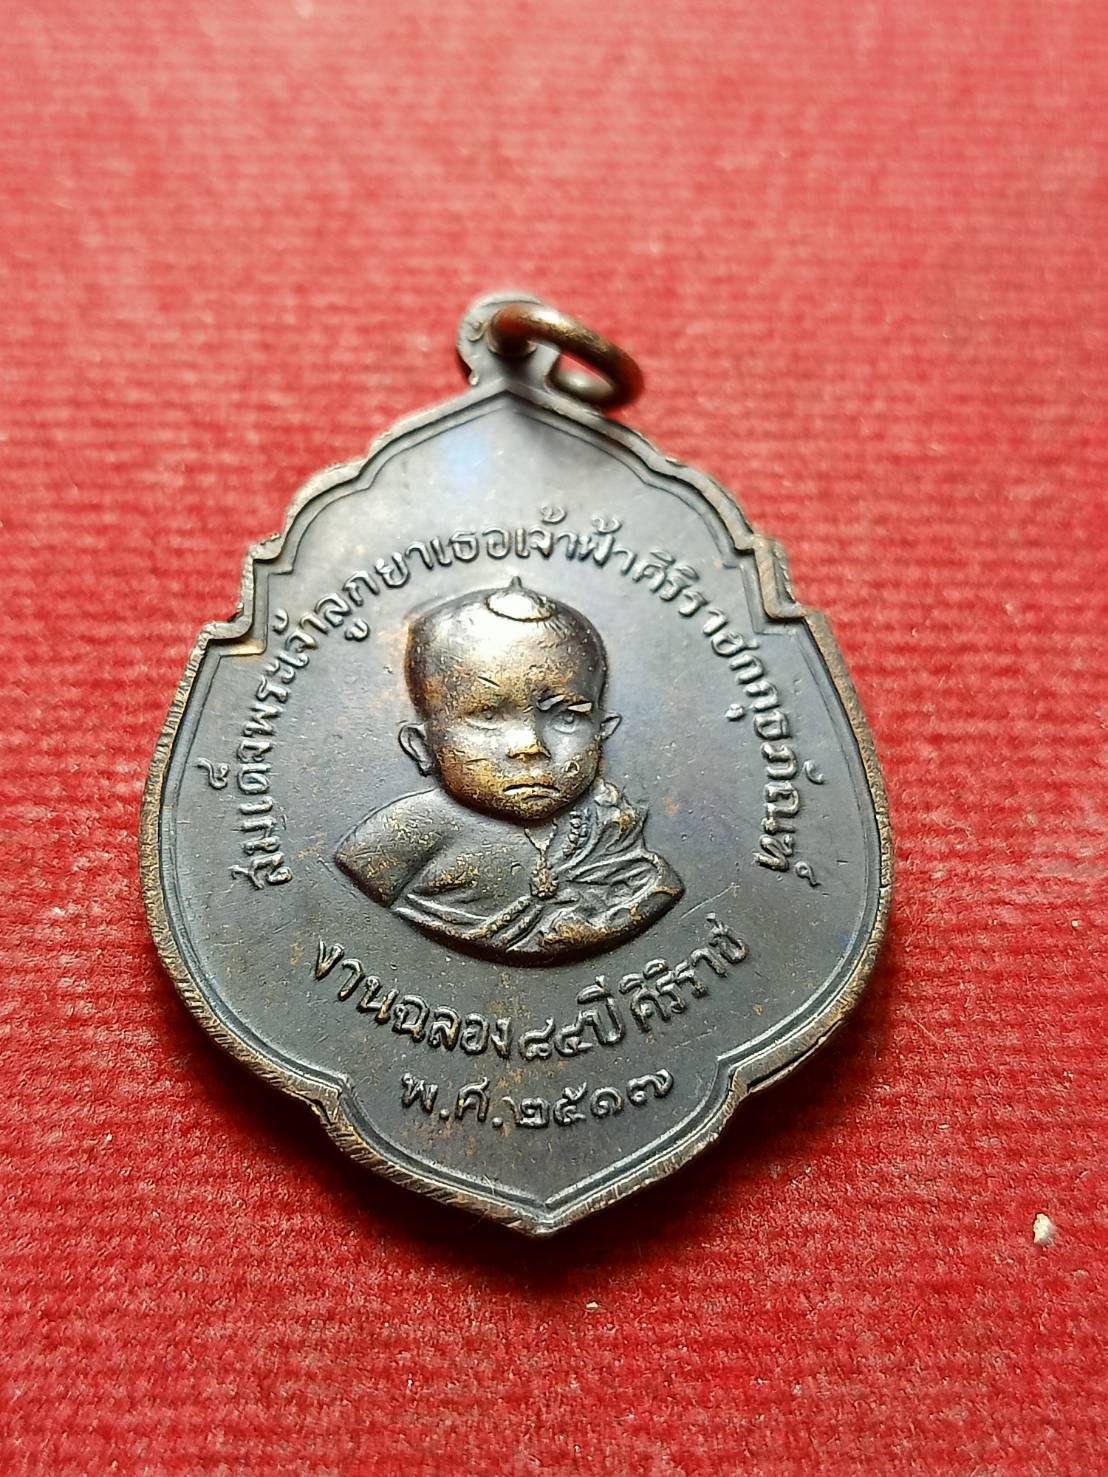 สมเด็จพระเจ้าลูกยาเธอเจ้าฟ้าศิริราชกกุธภัณฑ์
งานฉลอง ๘๔ ปี ศิริราช
พ.ศ. ๒๕๑๗